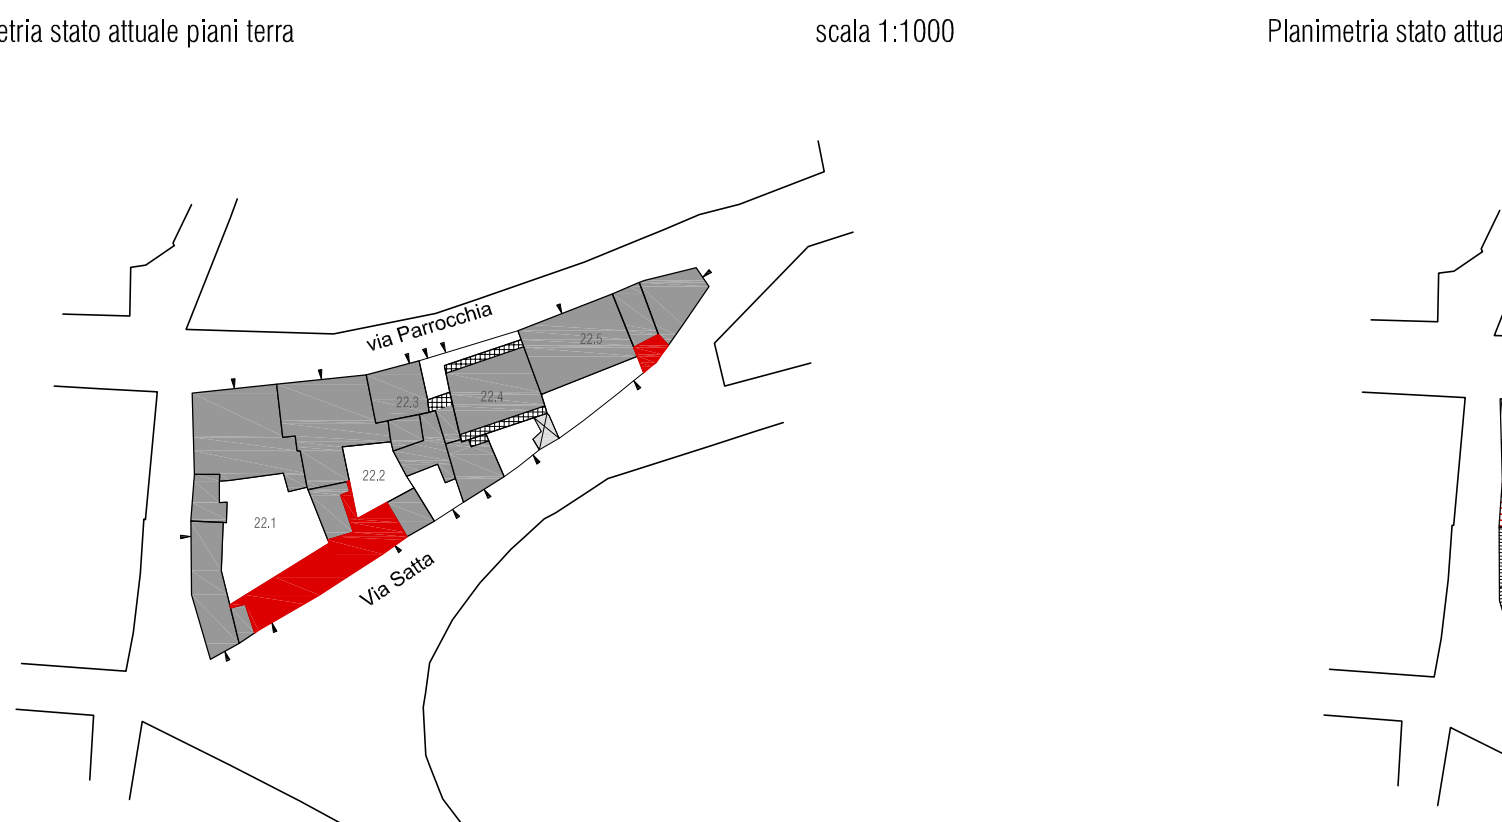 etria stato attuale piani terra
scala 1:1000
Planimetria stato attua
via Parrocchia
22.5
22.4
22.3
22.2
22.1
Via Satta